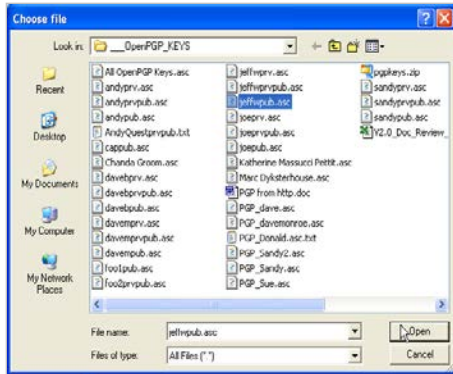 Choose file
Look in: ___OpenPGP_KEYS
Recent
Desktop
My Documents
My Computer
My Network Places
All OpenPGP Keys.asc
andyprv.asc
andyprvpub.asc
andypub.asc
AndyQuestprvpub.txt
cappub.asc
Chanda Groom.asc
davebprv.asc
davebprvpub.asc
davebpub.asc
davemprv.asc
davemprvpub.asc
davempub.asc
foo1pub.asc
foo2prvpub.asc
jeffwprv.asc
jeffwprvpub.asc
jeffwpub.asc
joeprv.asc
joeprvpub.asc
joepub.asc
Katherine Massucci Pettit.asc
Marc Dyksterhouse.asc
PGP from http.doc
PGP_dave.asc
PGP_davemonroe.asc
PGP_Donald.asc.txt
PGP_Sandy2.asc
PGP_Sandy.asc
PGP_Sue.asc
pgpkeys.zip
sandyprv.asc
sandyprvpub.asc
sandypub.asc
V2.0_Doc_Review_
File name: jeffwpub.asc
Open
Files of type: All Files (*.*)
Cancel